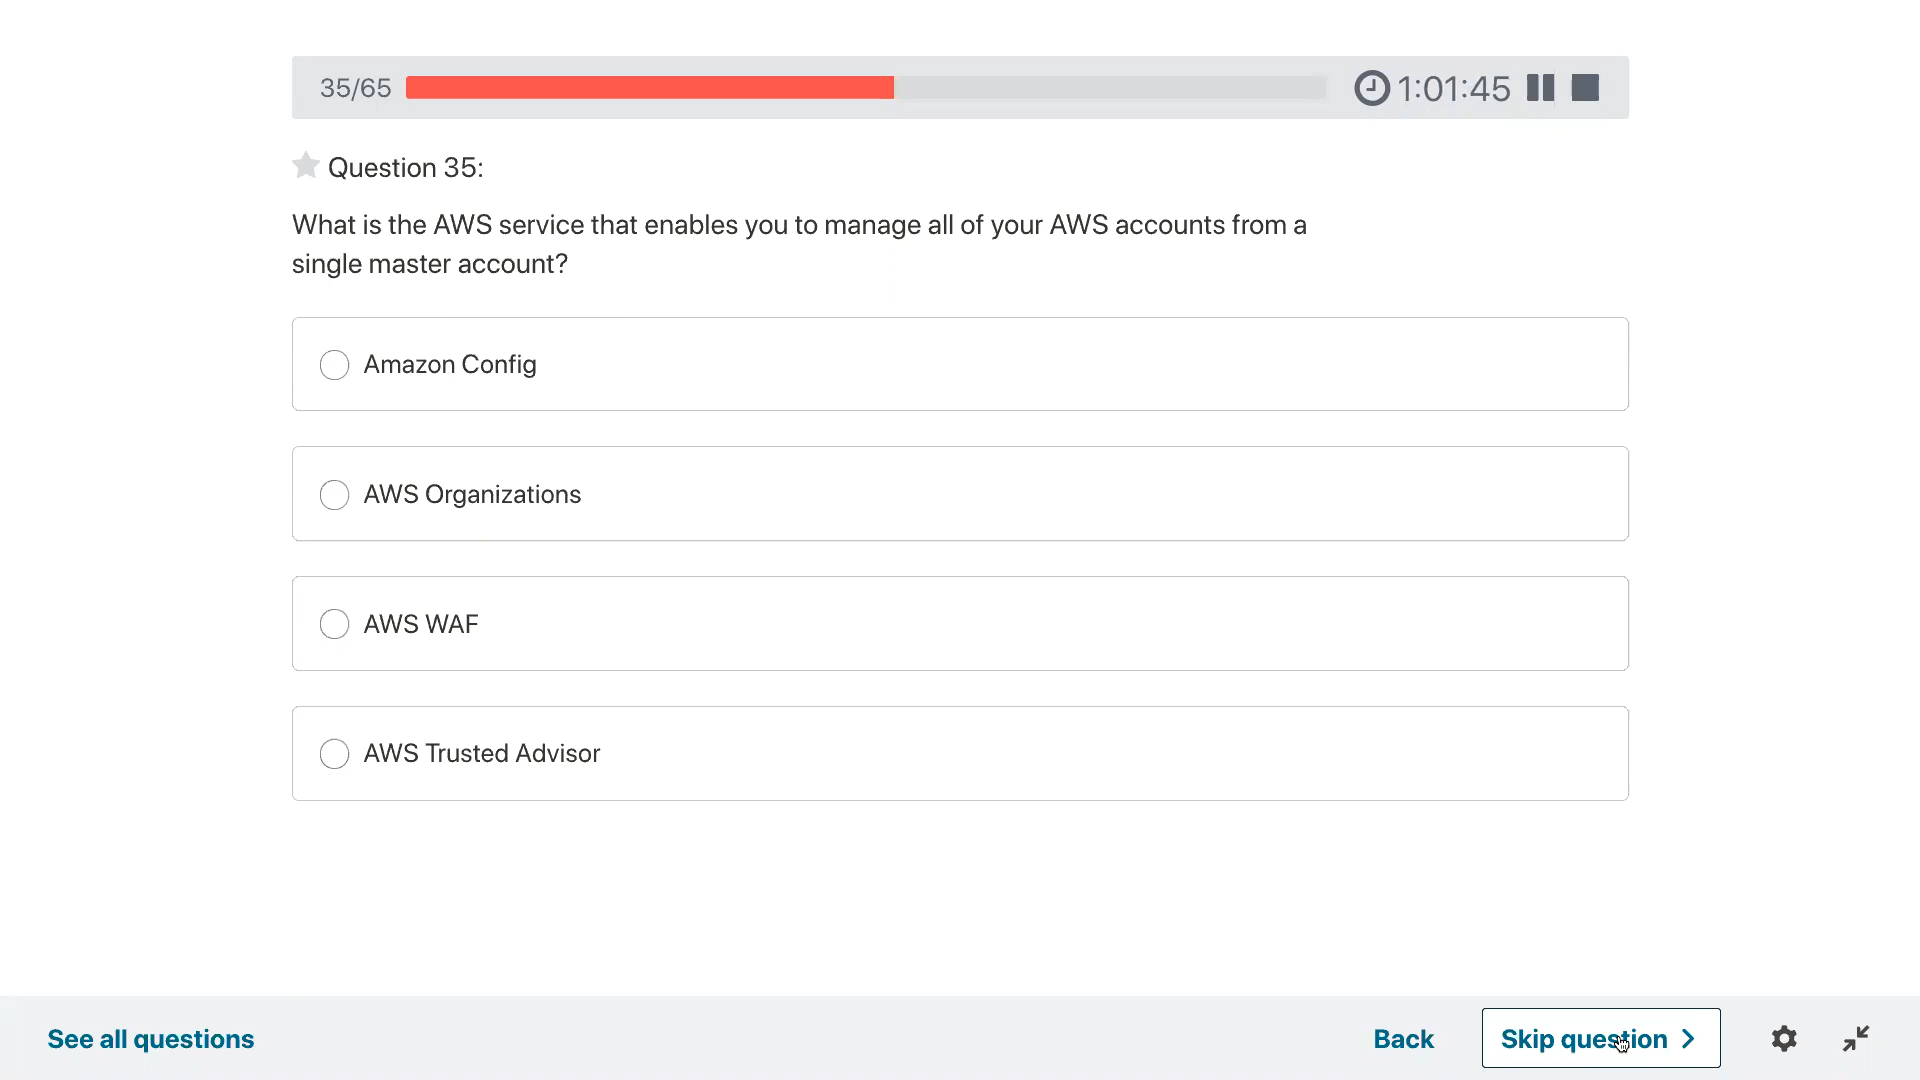 35/65
1:01:45
Question 35:
What is the AWS service that enables you to manage all of your AWS accounts from a
single master account?
Amazon Config
AWS Organizations
AWS WAF
AWS Trusted Advisor
See all questions
Back
Skip question